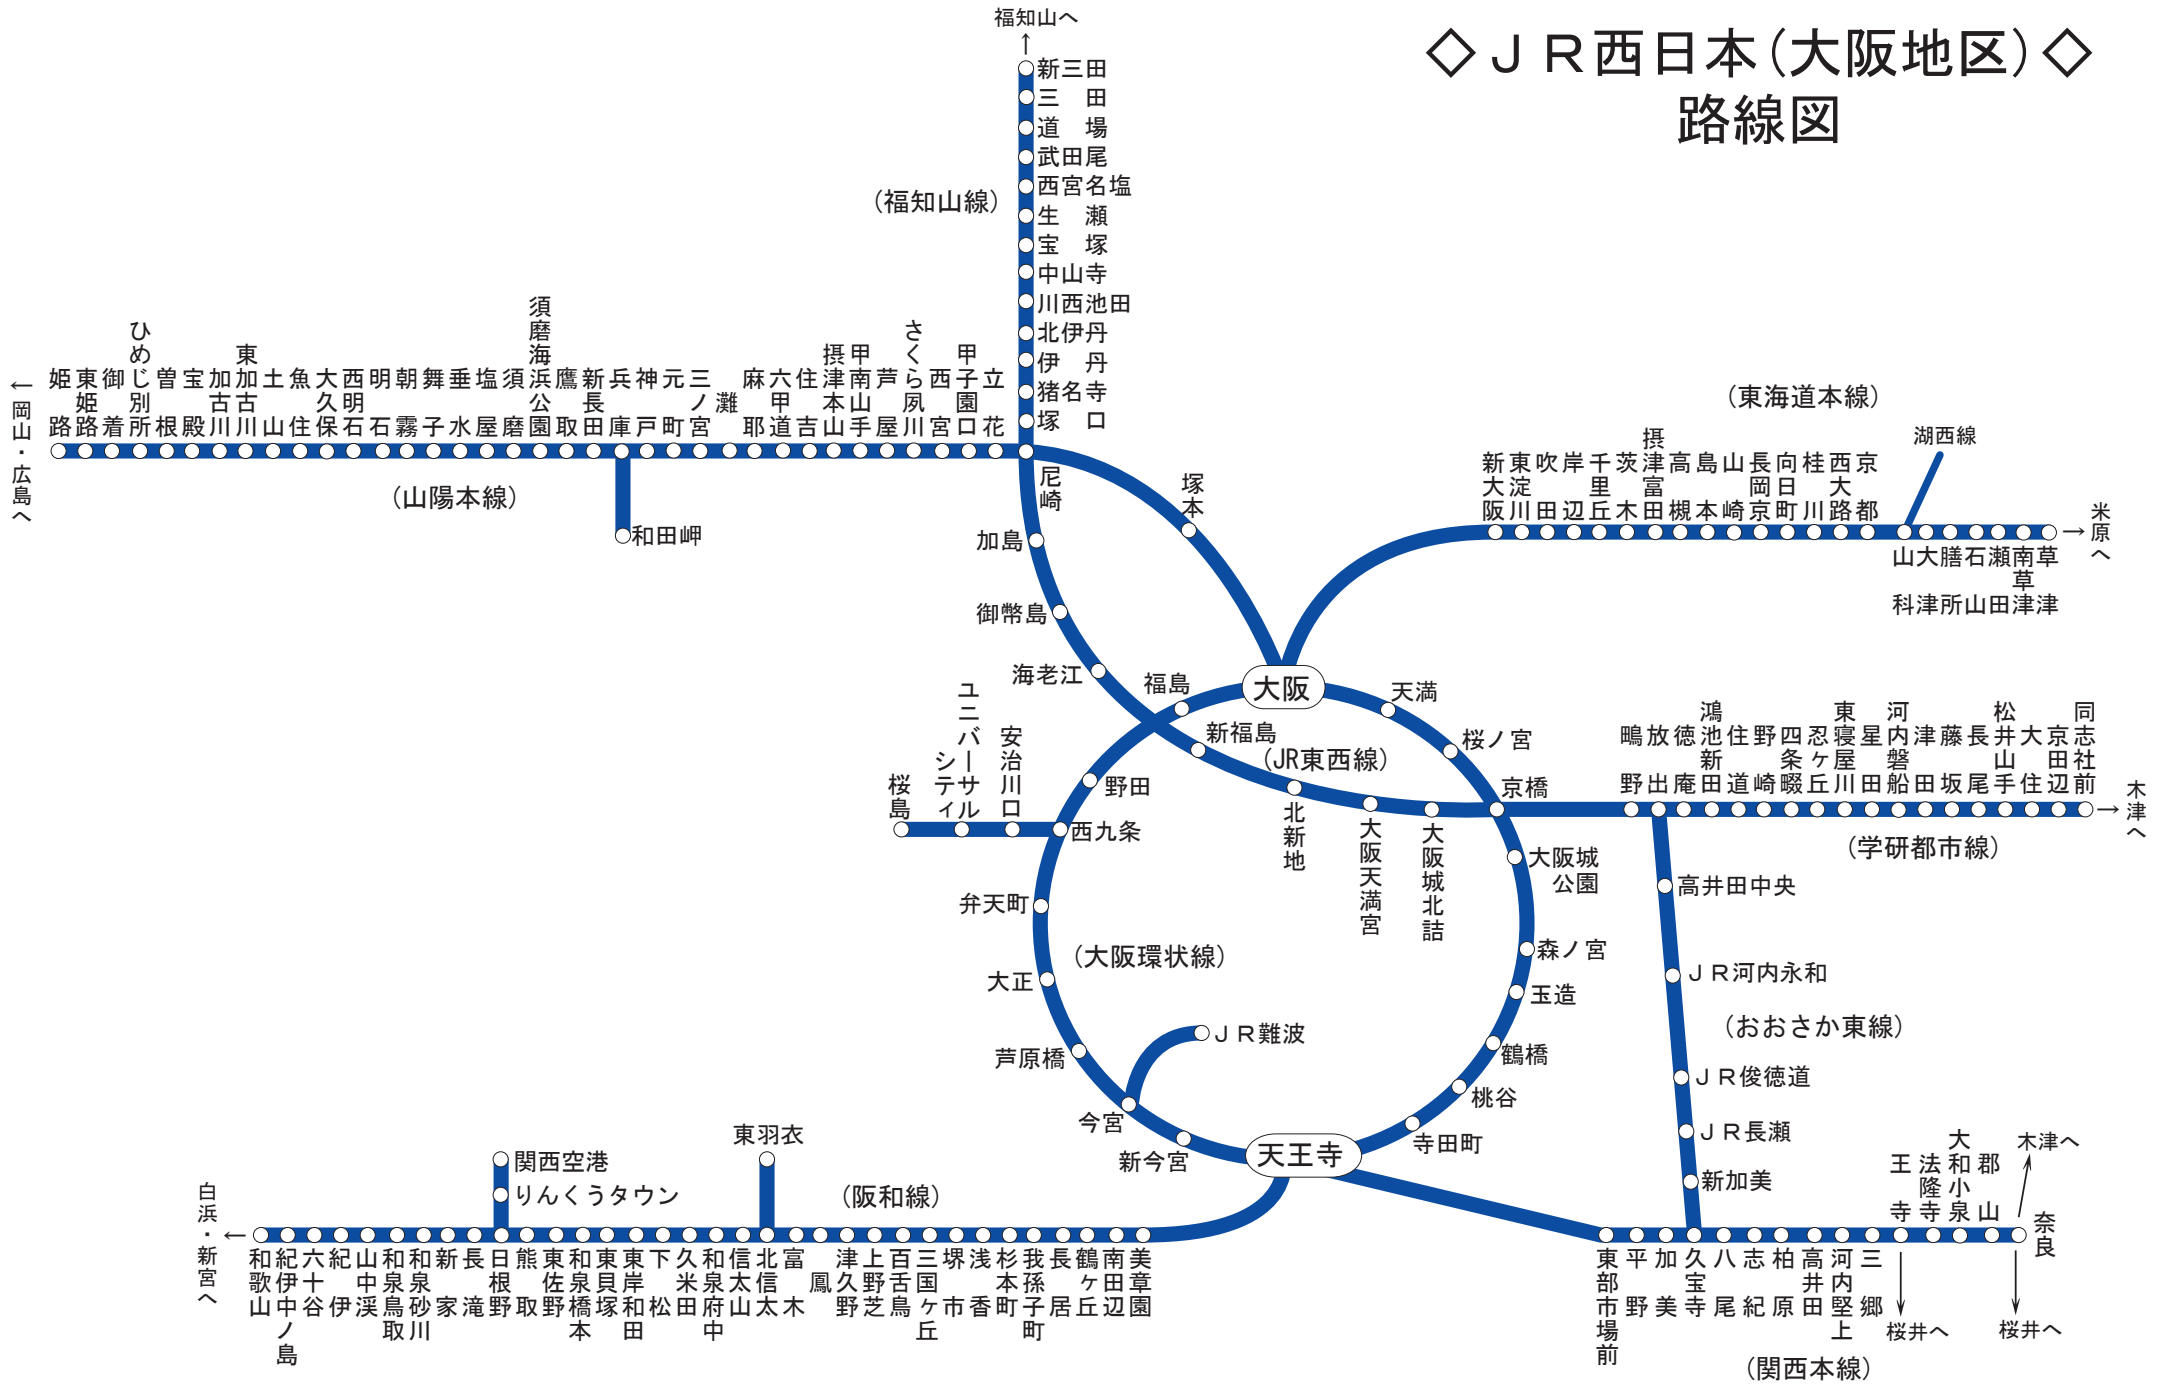 ◇ＪＲ西日本(大阪地区)◇
路線図
福知山へ
↑
新三田
三田
道場
武田尾
西宮名塩
生瀬
宝塚
中山寺
川西池田
北伊丹
伊丹
猪名寺
塚口
(福知山線)
←岡山・広島へ
姫路
東姫路
御着
ひめじ別所
曽根
宝殿
加古川
東加古川
土山
魚住
大久保
西明石
明石
朝霧
舞子
垂水
塩屋
須磨
須磨海浜公園
鷹取
新長田
兵庫
神戸
元町
三ノ宮
灘
麻耶
六甲道
住吉
摂津本山
甲南山手
芦屋
さくら夙川
西宮
甲子園口
立花
尼崎
(山陽本線)
和田岬
塚本
加島
御幣島
海老江
新福島
(JR東西線)
北新地
大阪天満宮
大阪城北詰
(東海道本線)
湖西線
新大阪
東淀川
吹田
岸辺
千里丘
茨木
摂津富田
高槻
島本
山崎
長岡京
向日町
桂川
西大路
京都
山科
大津
膳所
石山
瀬田
南草津
草津
→米原へ
大阪
福島
野田
西九条
弁天町
大正
芦原橋
今宮
新今宮
天王寺
寺田町
桃谷
鶴橋
玉造
森ノ宮
大阪城公園
京橋
桜ノ宮
天満
(大阪環状線)
ＪＲ難波
桜島
ユニバーサルシティ
安治川口
鴫野
放出
徳庵
鴻池新田
住道
野崎
四条畷
忍ヶ丘
東寝屋川
星田
河内磐船
津田
藤坂
長尾
松井山手
大住
京田辺
同志社前
→木津へ
(学研都市線)
高井田中央
ＪＲ河内永和
(おおさか東線)
ＪＲ俊徳道
ＪＲ長瀬
新加美
東部市場前
平野
加美
久宝寺
八尾
志紀
柏原
高井田
河内堅上
三郷
王寺
法隆寺
大和小泉
郡山
奈良
木津へ
桜井へ
桜井へ
(関西本線)
白浜・新宮へ
←
和歌山
紀伊中ノ島
六十谷
紀伊
山中渓
和泉鳥取
和泉砂川
新家
長滝
日根野
熊取
東佐野
和泉橋本
東貝塚
東岸和田
下松
久米田
和泉府中
信太山
北信太
富木
鳳
津久野
上野芝
百舌鳥
三国ヶ丘
堺市
浅香
杉本町
我孫子町
長居
鶴ヶ丘
南田辺
美章園
関西空港
りんくうタウン
東羽衣
(阪和線)